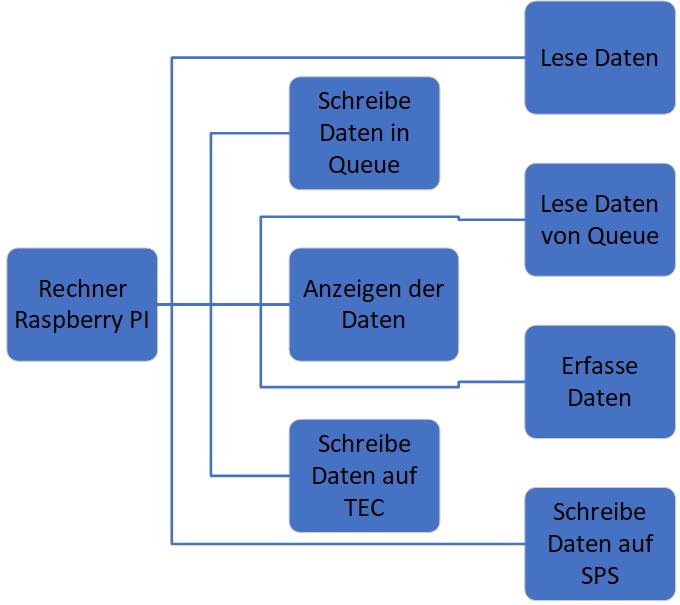 Lese Daten
Schreibe
Daten in
Queue
Lese Daten
von Queue
Rechner
Raspberry PI
Anzeigen der
Daten
Erfasse
Daten
Schreibe
Daten auf
TEC
Schreibe
Daten auf
SPS